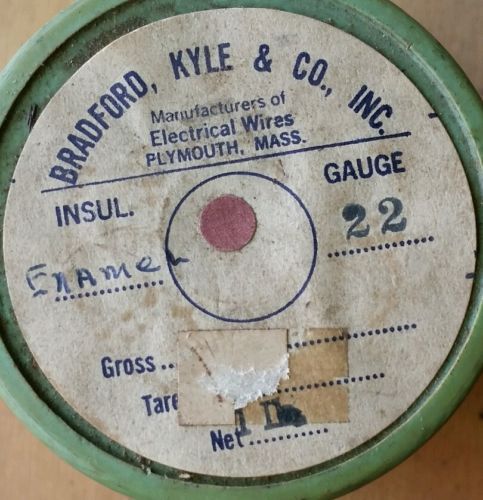 BRADFORD, KYLE & CO., INC.
Manufacturers of
Electrical Wires
PLYMOUTH, MASS.
INSUL. GAUGE
Enamel 22
Gross
Tare
Net